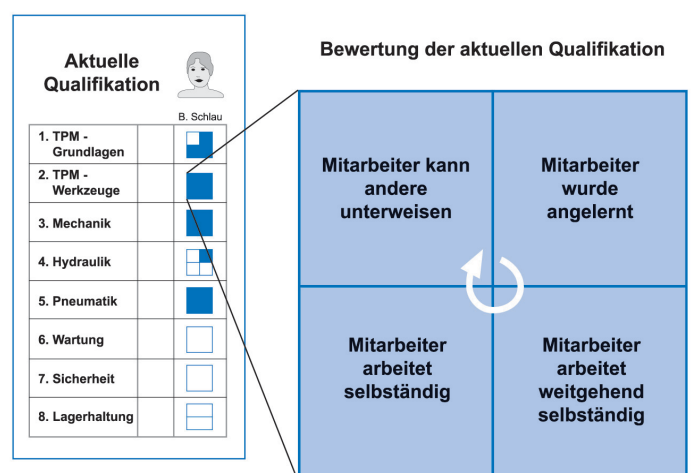 Aktuelle
Qualifikation
B. Schlau
1. TPM -
Grundlagen
2. TPM -
Werkzeuge
3. Mechanik
4. Hydraulik
5. Pneumatik
6. Wartung
7. Sicherheit
8. Lagerhaltung
Bewertung der aktuellen Qualifikation
Mitarbeiter kann
andere
unterweisen
Mitarbeiter
wurde
angelernt
Mitarbeiter
arbeitet
selbständig
Mitarbeiter
arbeitet
weitgehend
selbständig